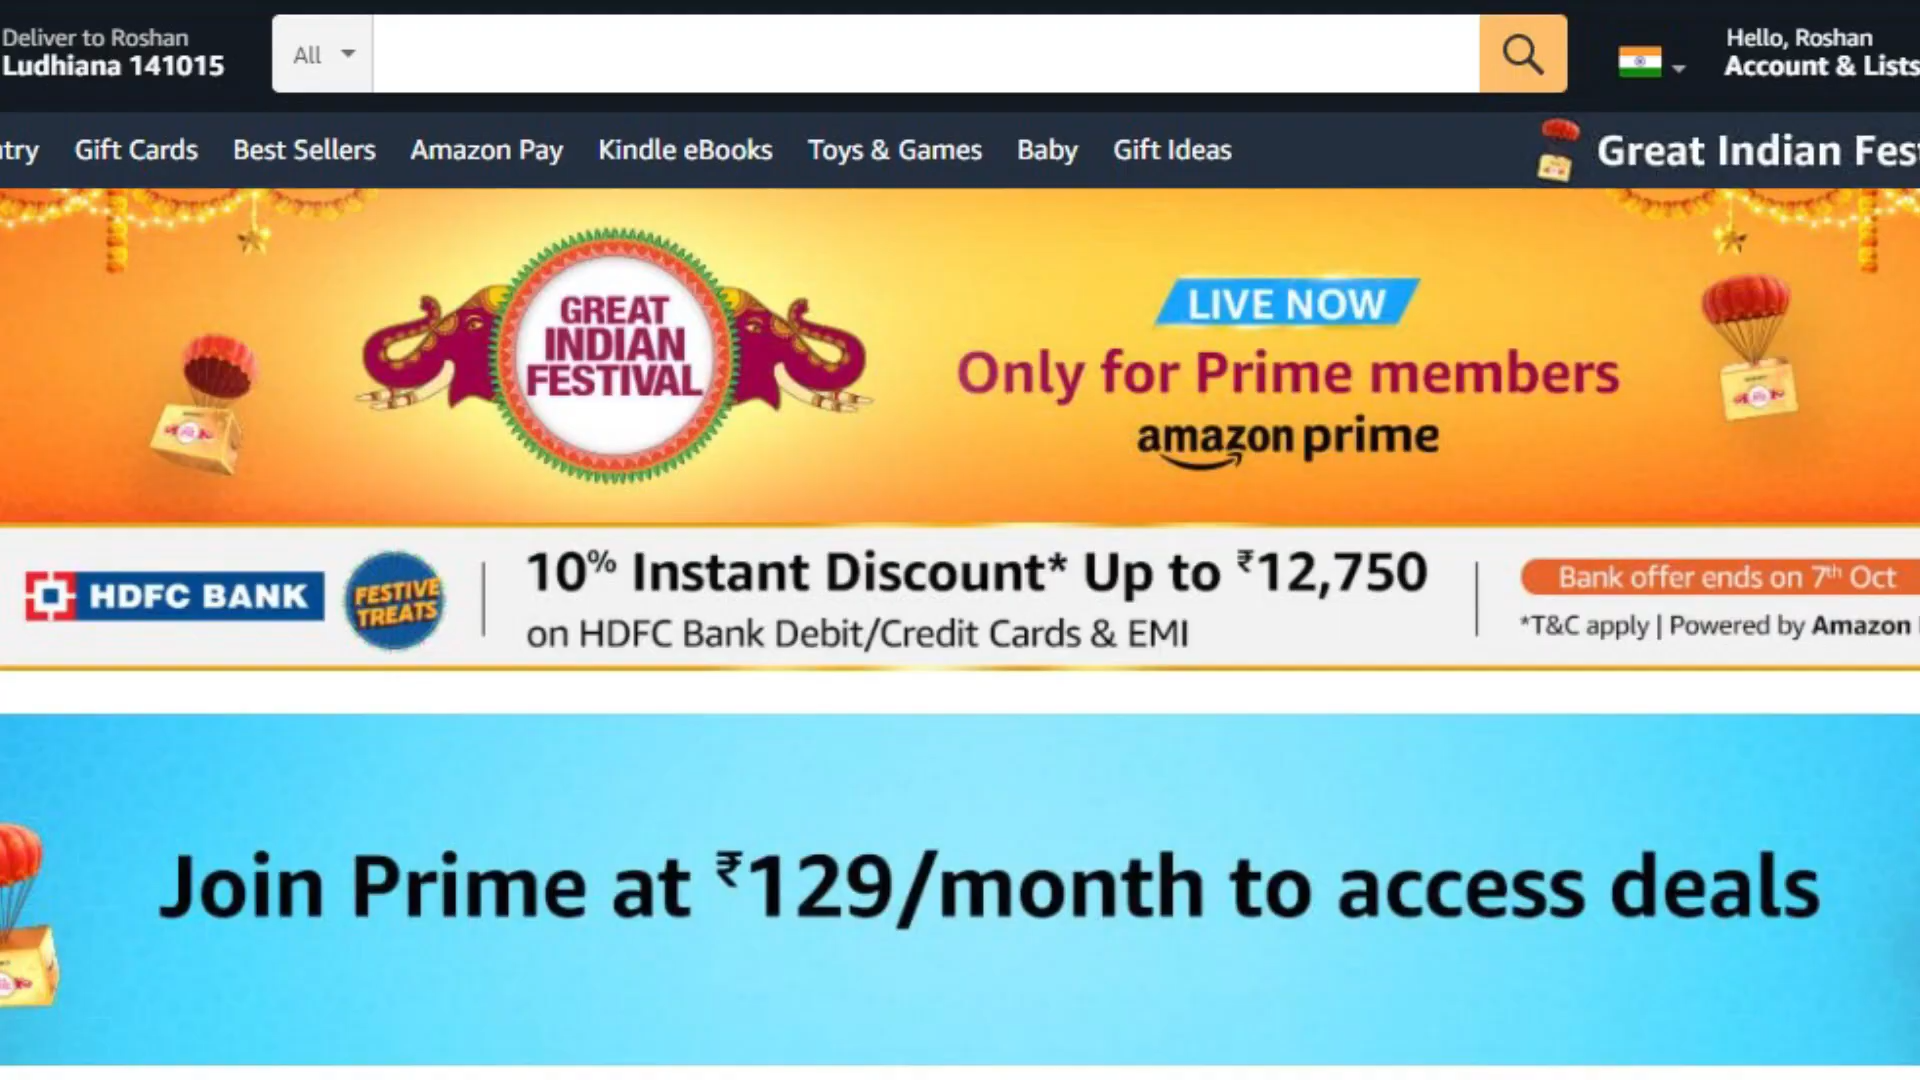 Deliver to Roshan
Ludhiana 141015
All
Hello, Roshan
Account & Lists
Gift Cards Best Sellers Amazon Pay Kindle eBooks Toys & Games Baby Gift Ideas
Great Indian
GREAT
INDIAN
FESTIVAL
LIVE NOW
Only for Prime members
amazon prime
HDFC BANK
FESTIVE
TREATS
10% Instant Discount* Up to ₹12,750
on HDFC Bank Debit/Credit Cards & EMI
Bank offer ends on 7th Oct
*T&C apply | Powered by Amazon
Join Prime at ₹129/month to access deals